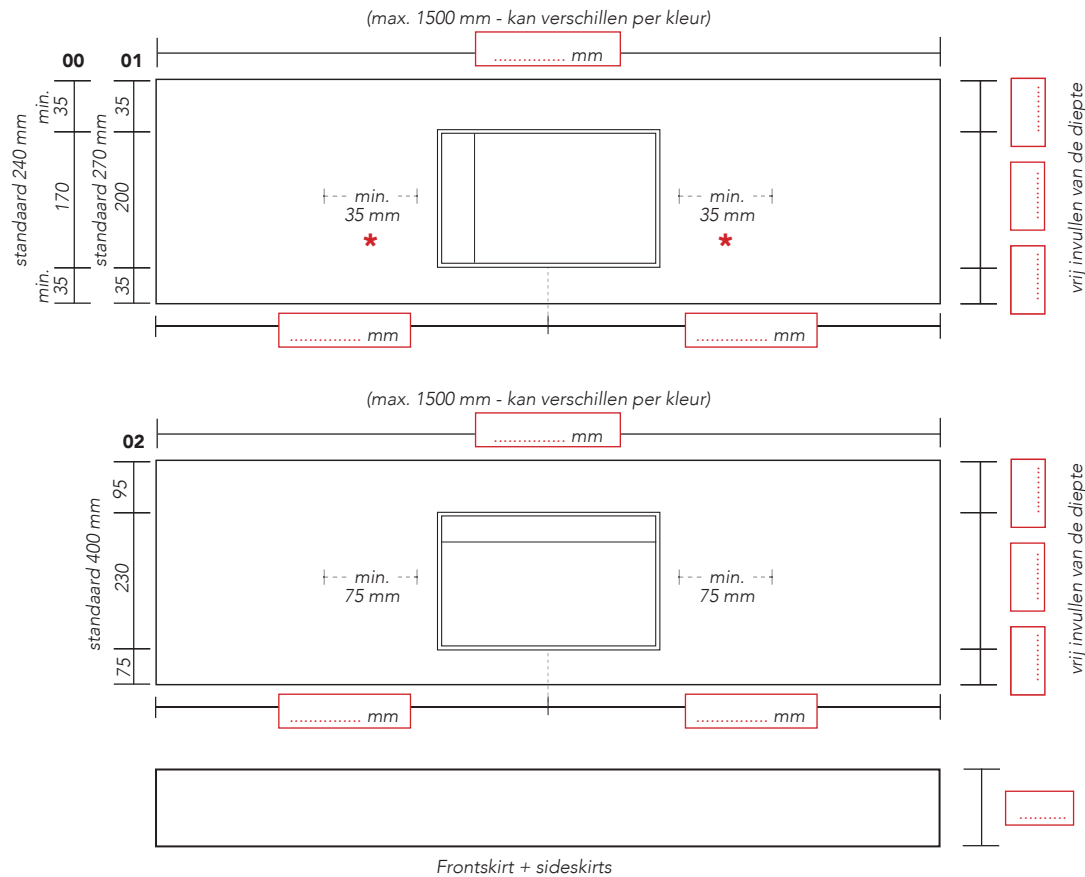 (max. 1500 mm - kan verschillen per kleur)
............... mm
00
01
standaard 240 mm
min.
35
170
min.
35
standaard 270 mm
35
200
35
min.
35 mm
*
min.
35 mm
*
..........
..........
..........
vrij invullen van de diepte
............... mm
............... mm
(max. 1500 mm - kan verschillen per kleur)
............... mm
02
standaard 400 mm
95
230
75
min.
75 mm
min.
75 mm
..........
..........
..........
vrij invullen van de diepte
............... mm
............... mm
..........
Frontskirt + sideskirts